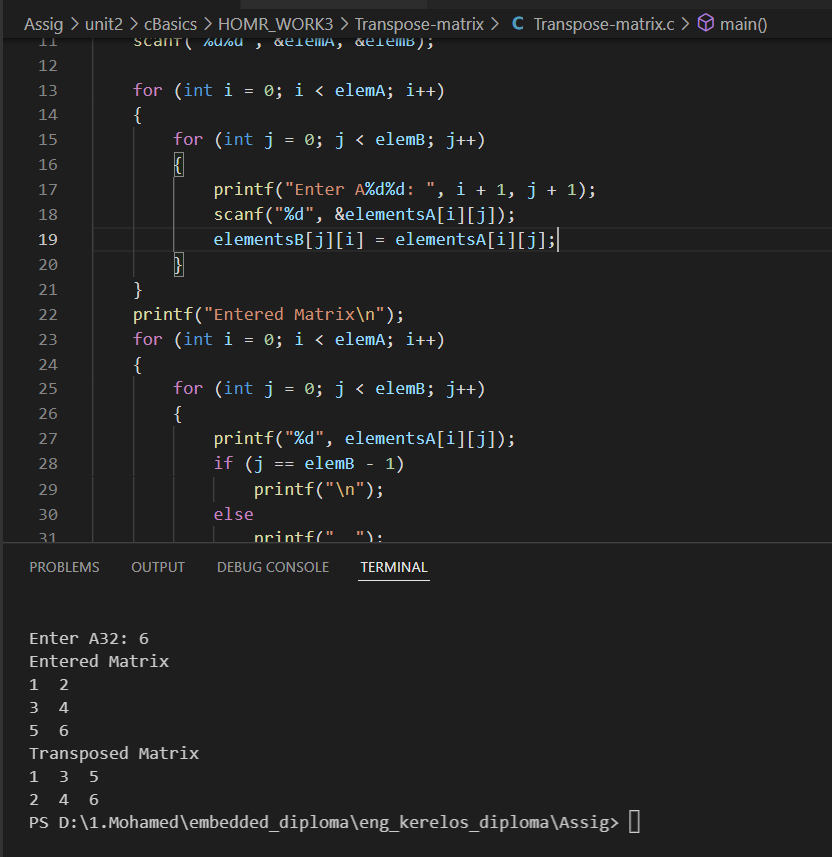 Assig > unit2 > cBasics > HOMR_WORK3 > Transpose-matrix > C Transpose-matrix.c > main()
11 scanf("%d%d", &elemA, &elemB);
12
13 for (int i = 0; i < elemA; i++)
14 {
15 for (int j = 0; j < elemB; j++)
16 {
17 printf("Enter A%d%d: ", i + 1, j + 1);
18 scanf("%d", &elementsA[i][j]);
19 elementsB[j][i] = elementsA[i][j];
20 }
21 }
22 printf("Entered Matrix\n");
23 for (int i = 0; i < elemA; i++)
24 {
25 for (int j = 0; j < elemB; j++)
26 {
27 printf("%d", elementsA[i][j]);
28 if (j == elemB - 1)
29 printf("\n");
30 else
31 printf("  ");
PROBLEMS OUTPUT DEBUG CONSOLE TERMINAL
Enter A32: 6
Entered Matrix
1  2
3  4
5  6
Transposed Matrix
1  3  5
2  4  6
PS D:\1.Mohamed\embedded_diploma\eng_kerelos_diploma\Assig>